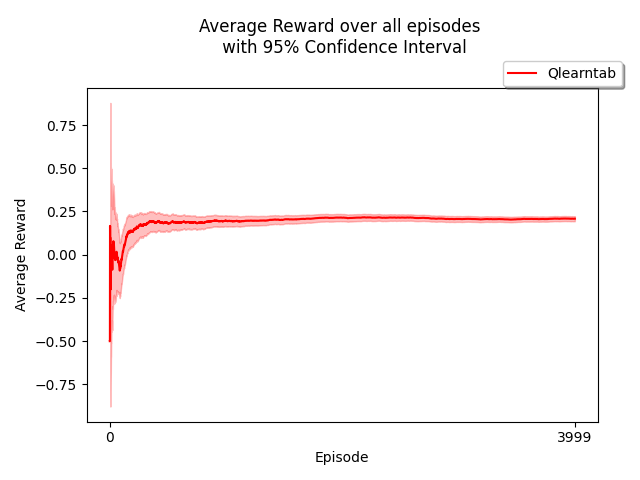 Average Reward over all episodes
with 95% Confidence Interval
Qlearntab
0.75
0.50
0.25
0.00
−0.25
−0.50
−0.75
Average Reward
0 3999
Episode